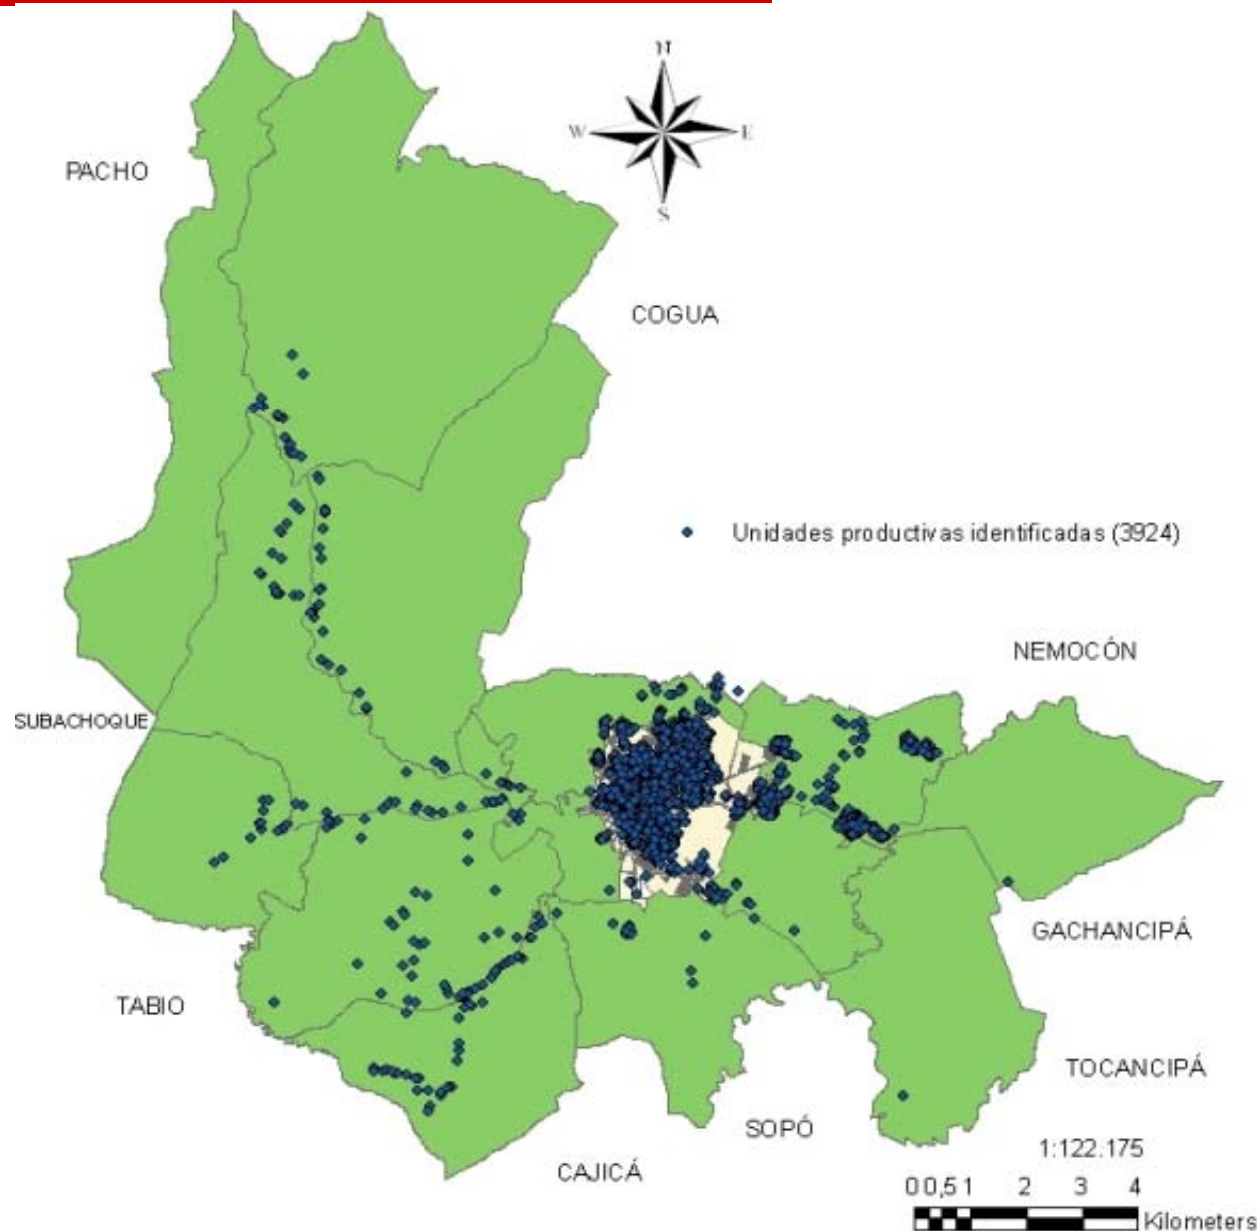 N
W E
S
PACHO
COGUA
Unidades productivas identificadas (3924)
NEMOCÓN
SUBACHOQUE
GACHANCIPÁ
TABIO
TOCANCIPÁ
SOPÓ
CAJICÁ
1:122.175
0 0,5 1 2 3 4
Kilometers